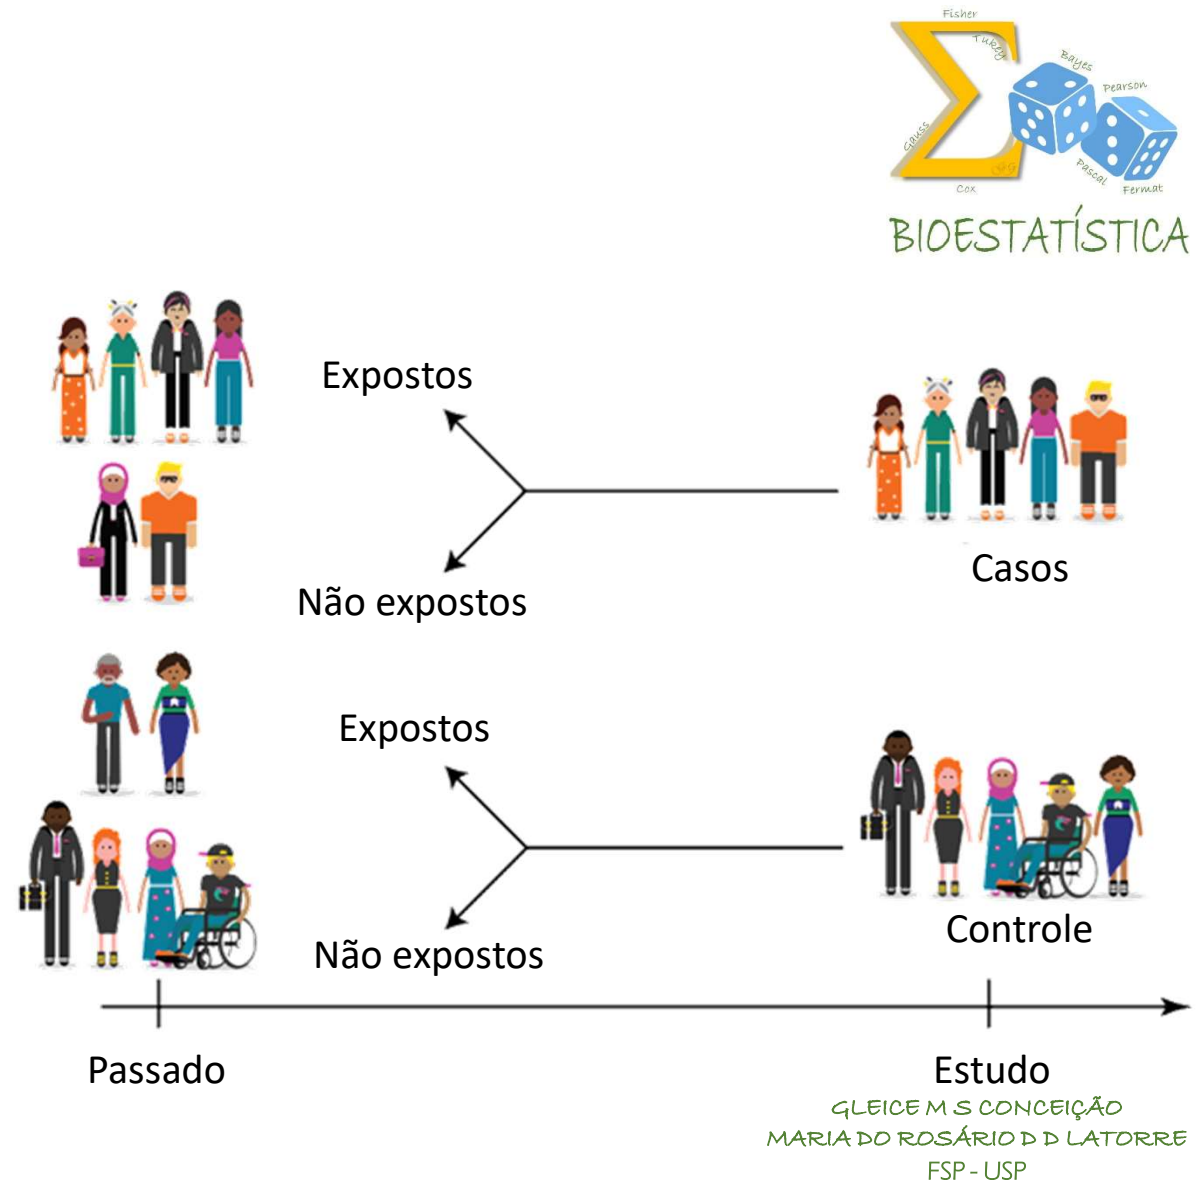 Fisher
Tukey
Bayes
Pearson
Gauss
Pascal
Cox
Fermat
BIOESTATÍSTICA
Expostos
Não expostos
Casos
Expostos
Não expostos
Controle
Passado
Estudo
GLEICE M S CONCEIÇÃO
MARIA DO ROSÁRIO D D LATORRE
FSP - USP